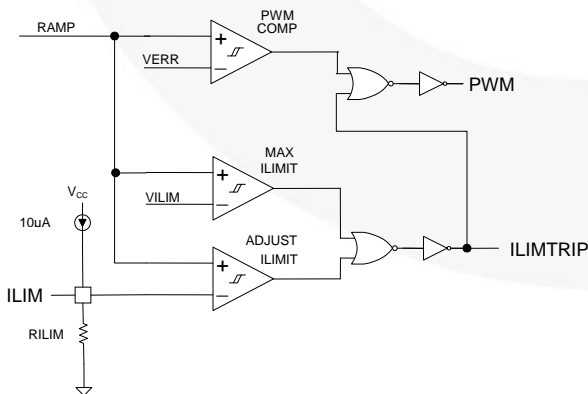 PWM
COMP
RAMP
+
VERR
−
PWM
MAX
ILIMIT
+
VCC
VILIM
−
10uA
ADJUST
ILIMIT
ILIMTRIP
+
ILIM
−
RILIM